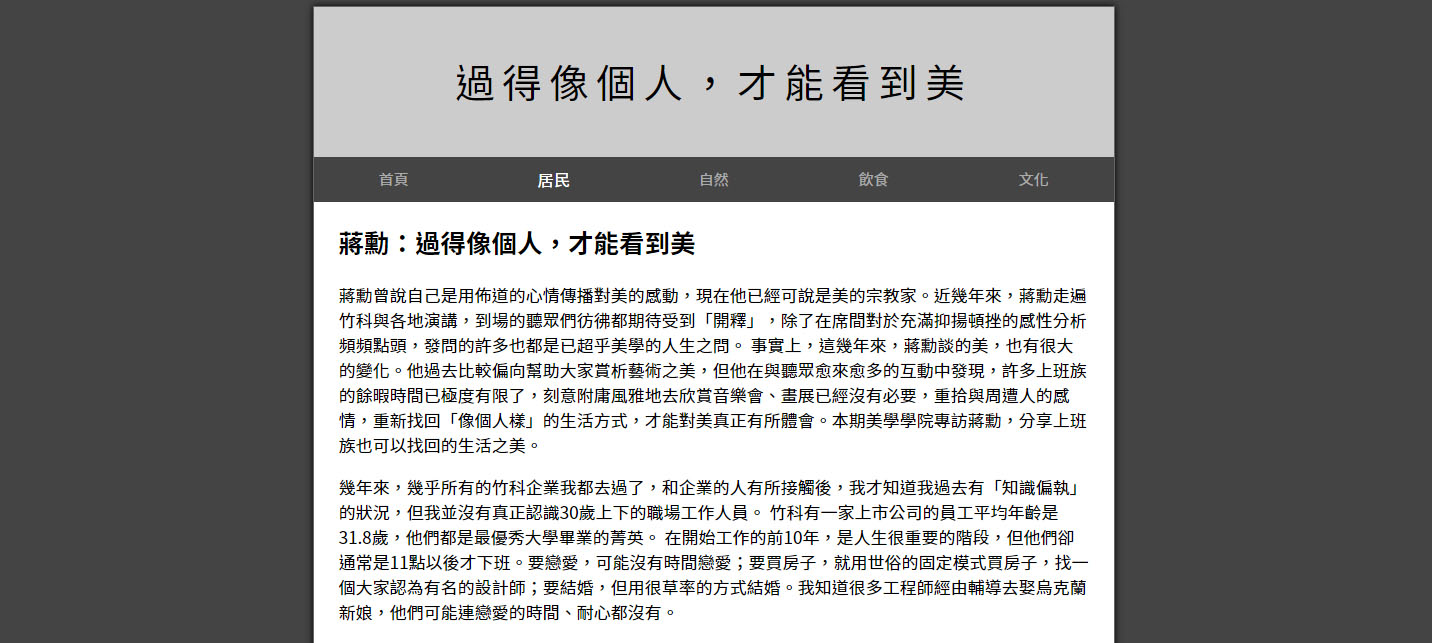 過得像個人，才能看到美
首頁 居民 自然 飲食 文化
蔣勳：過得像個人，才能看到美
蔣勳曾說自己是用佈道的心情傳播對美的感動，現在他已經可說是美的宗教家。近幾年來，蔣勳走遍
竹科與各地演講，到場的聽眾們彷彿都期待受到「開釋」，除了在席間對於充滿抑揚頓挫的感性分析
頻頻點頭，發問的許多也都是已超乎美學的人生之問。 事實上，這幾年來，蔣勳談的美，也有很大
的變化。他過去比較偏向幫助大家賞析藝術之美，但他在與聽眾愈來愈多的互動中發現，許多上班族
的餘暇時間已極度有限了，刻意附庸風雅地去欣賞音樂會、畫展已經沒有必要，重拾與周遭人的感
情，重新找回「像個人樣」的生活方式，才能對美真正有所體會。本期美學學院專訪蔣勳，分享上班
族也可以找回的生活之美。
幾年來，幾乎所有的竹科企業我都去過了，和企業的人有所接觸後，我才知道我過去有「知識偏執」
的狀況，但我並沒有真正認識30歲上下的職場工作人員。 竹科有一家上市公司的員工平均年齡是
31.8歲，他們都是最優秀大學畢業的菁英。 在開始工作的前10年，是人生很重要的階段，但他們卻
通常是11點以後才下班。要戀愛，可能沒有時間戀愛；要買房子，就用世俗的固定模式買房子，找一
個大家認為有名的設計師；要結婚，但用很草率的方式結婚。我知道很多工程師經由輔導去娶烏克蘭
新娘，他們可能連戀愛的時間、耐心都沒有。